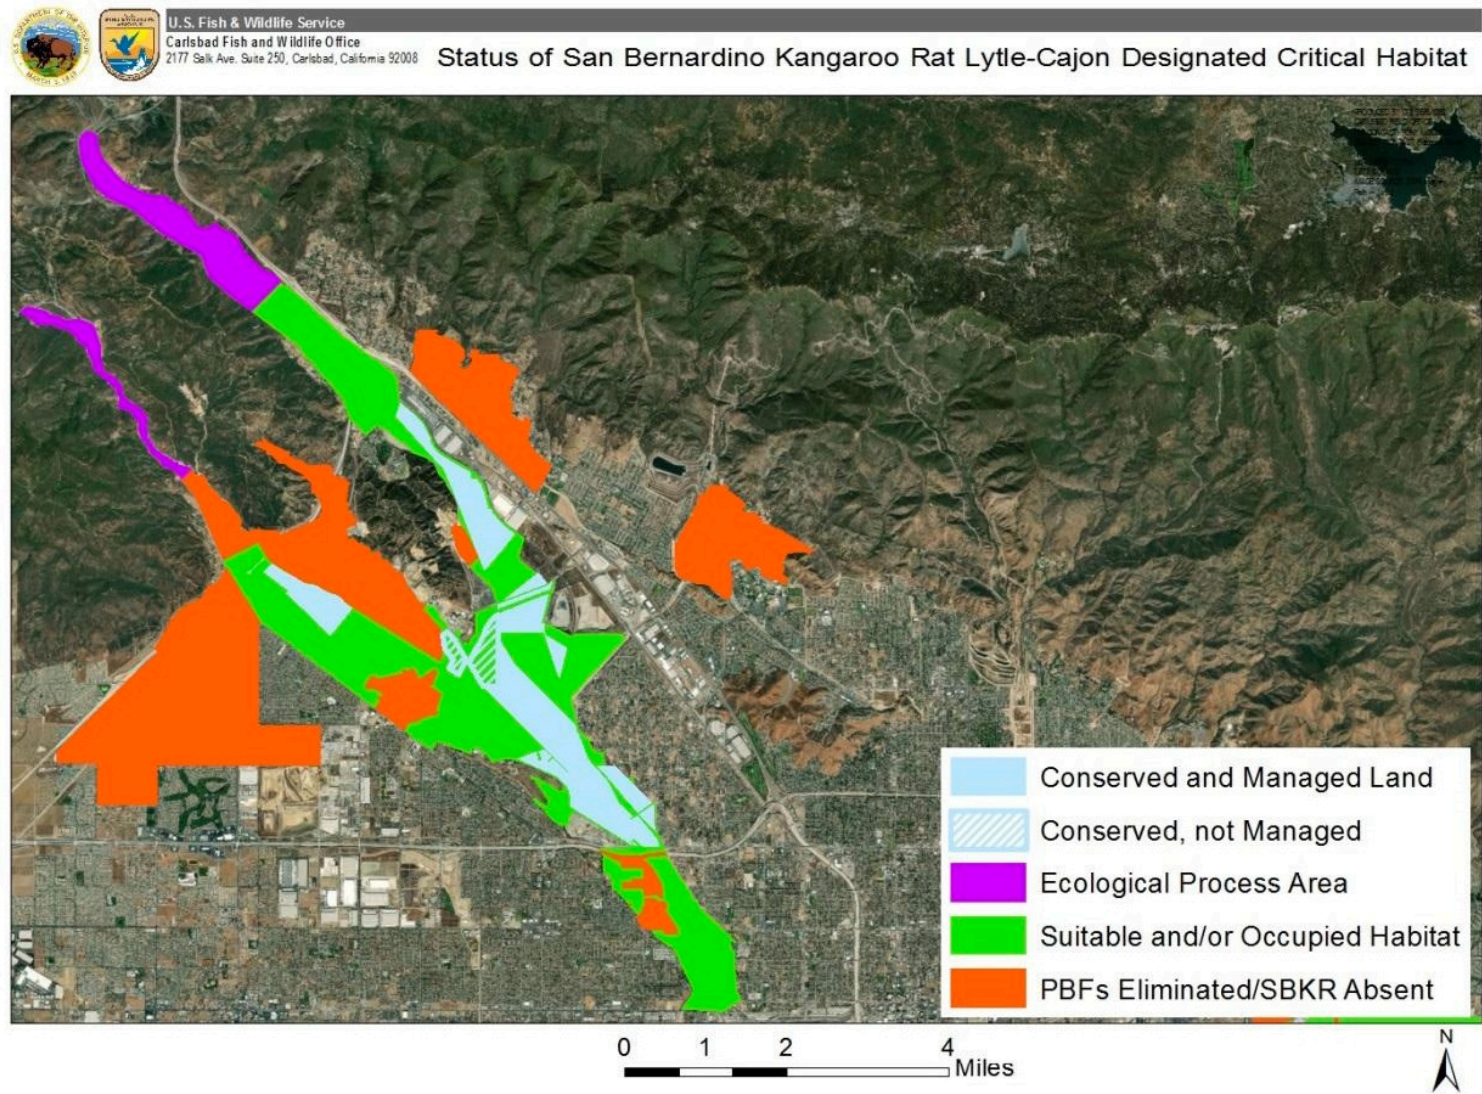 U.S. Fish & Wildlife Service
Carlsbad Fish and Wildlife Office
2177 Salk Ave. Suite 250, Carlsbad, California 92008
Status of San Bernardino Kangaroo Rat Lytle-Cajon Designated Critical Habitat
Conserved and Managed Land
Conserved, not Managed
Ecological Process Area
Suitable and/or Occupied Habitat
PBFs Eliminated/SBKR Absent
0 1 2 4
Miles
N